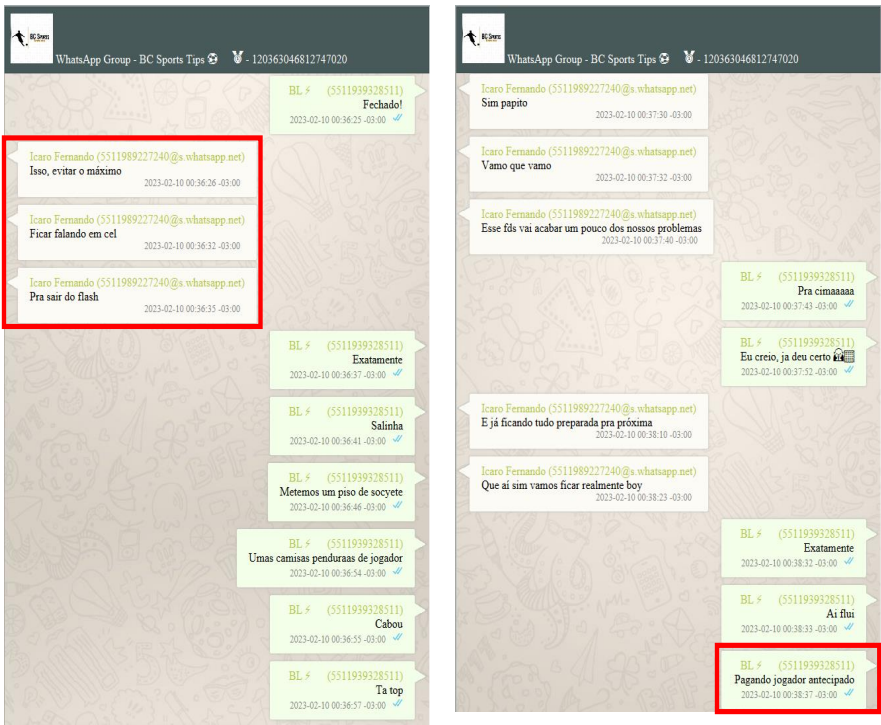 BC Sports
WhatsApp Group - BC Sports Tips ⚽ 🏅 - 120363046812747020
BL ⚡ (5511939328511)
Fechado!
2023-02-10 00:36:25 -03:00
Icaro Fernando (5511989227240@s.whatsapp.net)
Isso, evitar o máximo
2023-02-10 00:36:26 -03:00
Icaro Fernando (5511989227240@s.whatsapp.net)
Ficar falando em cel
2023-02-10 00:36:32 -03:00
Icaro Fernando (5511989227240@s.whatsapp.net)
Pra sair do flash
2023-02-10 00:36:35 -03:00
BL ⚡ (5511939328511)
Exatamente
2023-02-10 00:36:37 -03:00
BL ⚡ (5511939328511)
Salinha
2023-02-10 00:36:41 -03:00
BL ⚡ (5511939328511)
Metemos um piso de socyete
2023-02-10 00:36:46 -03:00
BL ⚡ (5511939328511)
Umas camisas penduraas de jogador
2023-02-10 00:36:54 -03:00
BL ⚡ (5511939328511)
Cabou
2023-02-10 00:36:55 -03:00
BL ⚡ (5511939328511)
Ta top
2023-02-10 00:36:57 -03:00
BC Sports
WhatsApp Group - BC Sports Tips ⚽ 🏅 - 120363046812747020
Icaro Fernando (5511989227240@s.whatsapp.net)
Sim papito
2023-02-10 00:37:30 -03:00
Icaro Fernando (5511989227240@s.whatsapp.net)
Vamo que vamo
2023-02-10 00:37:32 -03:00
Icaro Fernando (5511989227240@s.whatsapp.net)
Esse fds vai acabar um pouco dos nossos problemas
2023-02-10 00:37:40 -03:00
BL ⚡ (5511939328511)
Pra cimaaaaa
2023-02-10 00:37:43 -03:00
BL ⚡ (5511939328511)
Eu creio, ja deu certo
2023-02-10 00:37:52 -03:00
Icaro Fernando (5511989227240@s.whatsapp.net)
E já ficando tudo preparada pra próxima
2023-02-10 00:38:10 -03:00
Icaro Fernando (5511989227240@s.whatsapp.net)
Que aí sim vamos ficar realmente boy
2023-02-10 00:38:23 -03:00
BL ⚡ (5511939328511)
Exatamente
2023-02-10 00:38:32 -03:00
BL ⚡ (5511939328511)
Ai flui
2023-02-10 00:38:33 -03:00
BL ⚡ (5511939328511)
Pagando jogador antecipado
2023-02-10 00:38:37 -03:00